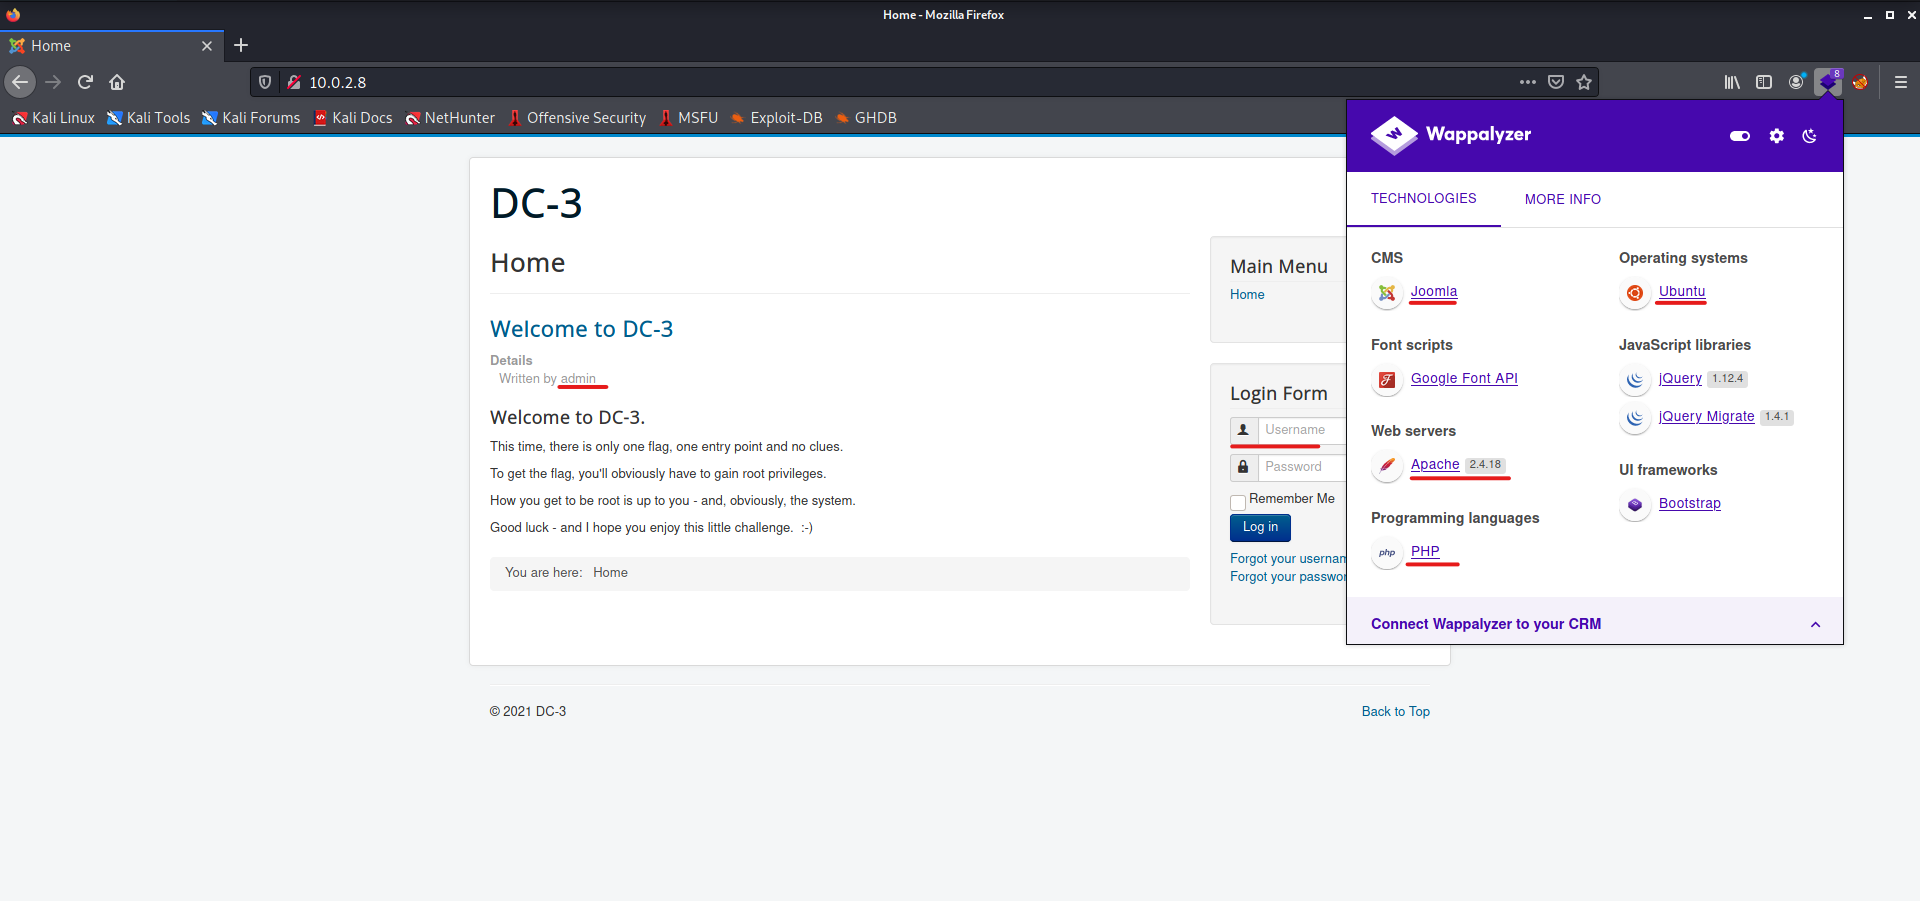 Home - Mozilla Firefox
Home
10.0.2.8
8
Kali Linux Kali Tools Kali Forums Kali Docs NetHunter Offensive Security MSFU Exploit-DB GHDB
DC-3
Home
Welcome to DC-3
Details
Written by admin
Welcome to DC-3.
This time, there is only one flag, one entry point and no clues.
To get the flag, you'll obviously have to gain root privileges.
How you get to be root is up to you - and, obviously, the system.
Good luck - and I hope you enjoy this little challenge. :-)
You are here: Home
Main Menu
Home
Login Form
Username
Password
Remember Me
Log in
Forgot your usernam
Forgot your passwor
© 2021 DC-3
Back to Top
Wappalyzer
TECHNOLOGIES
MORE INFO
CMS
Joomla
Font scripts
Google Font API
Web servers
Apache 2.4.18
Programming languages
php PHP
Operating systems
Ubuntu
JavaScript libraries
jQuery 1.12.4
jQuery Migrate 1.4.1
UI frameworks
Bootstrap
Connect Wappalyzer to your CRM